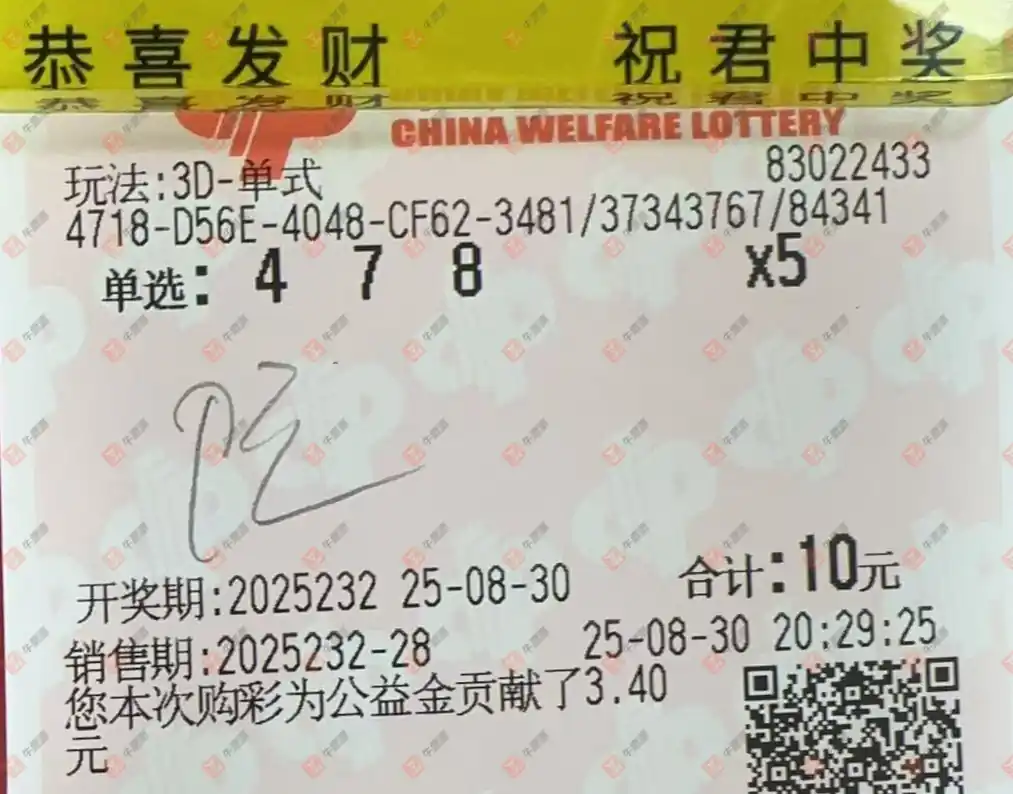 恭喜发财 祝君中奖
CHINA WELFARE LOTTERY
83022433
玩法:3D-单式
4718-D56E-4048-CF62-3481/37343767/84341
单选: 4 7 8 x5
合计:10元
开奖期:2025232 25-08-30
销售期:2025232-28 25-08-30 20:29:25
您本次购彩为公益金贡献了3.40
元